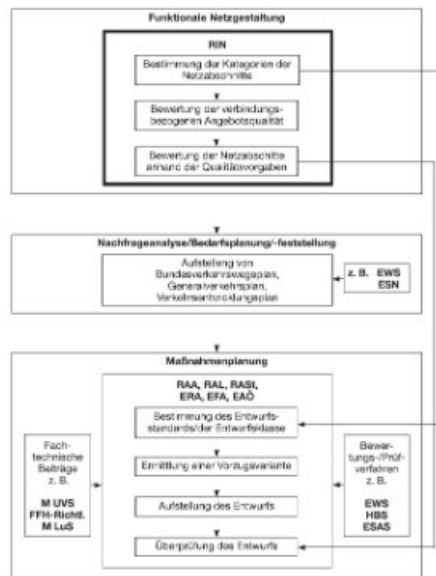 Funktionale Netzgestaltung
RIN
Bestimmung der Kategorien der
Netzabschnitte
Bewertung der verbindungs-
bezogenen Angebotsqualität
Bewertung der Netzabschitte
anhand der Qualitätsvorgaben
Nachfrageanalyse/Bedarfsplanung/-feststellung
Aufstellung von
Bundesverkehrswegeplan,
Generalverkehrsplan,
Verkehrsentwicklungsplan
z. B. EWS
ESN
Maßnahmenplanung
RAA, RAL, RASt,
ERA, EFA, EAÖ
Bestimmung des Entwurfs-
standards/der Entwurfsklasse
Ermittlung einer Vorzugsvariante
Aufstellung des Entwurfs
Überprüfung des Entwurfs
Fach-
technische
Beiträge
z. B.
M UVS
FFH-Richtl.
M LuS
Bewer-
tungs-/Prüf-
verfahren
z. B.
EWS
HBS
ESAS